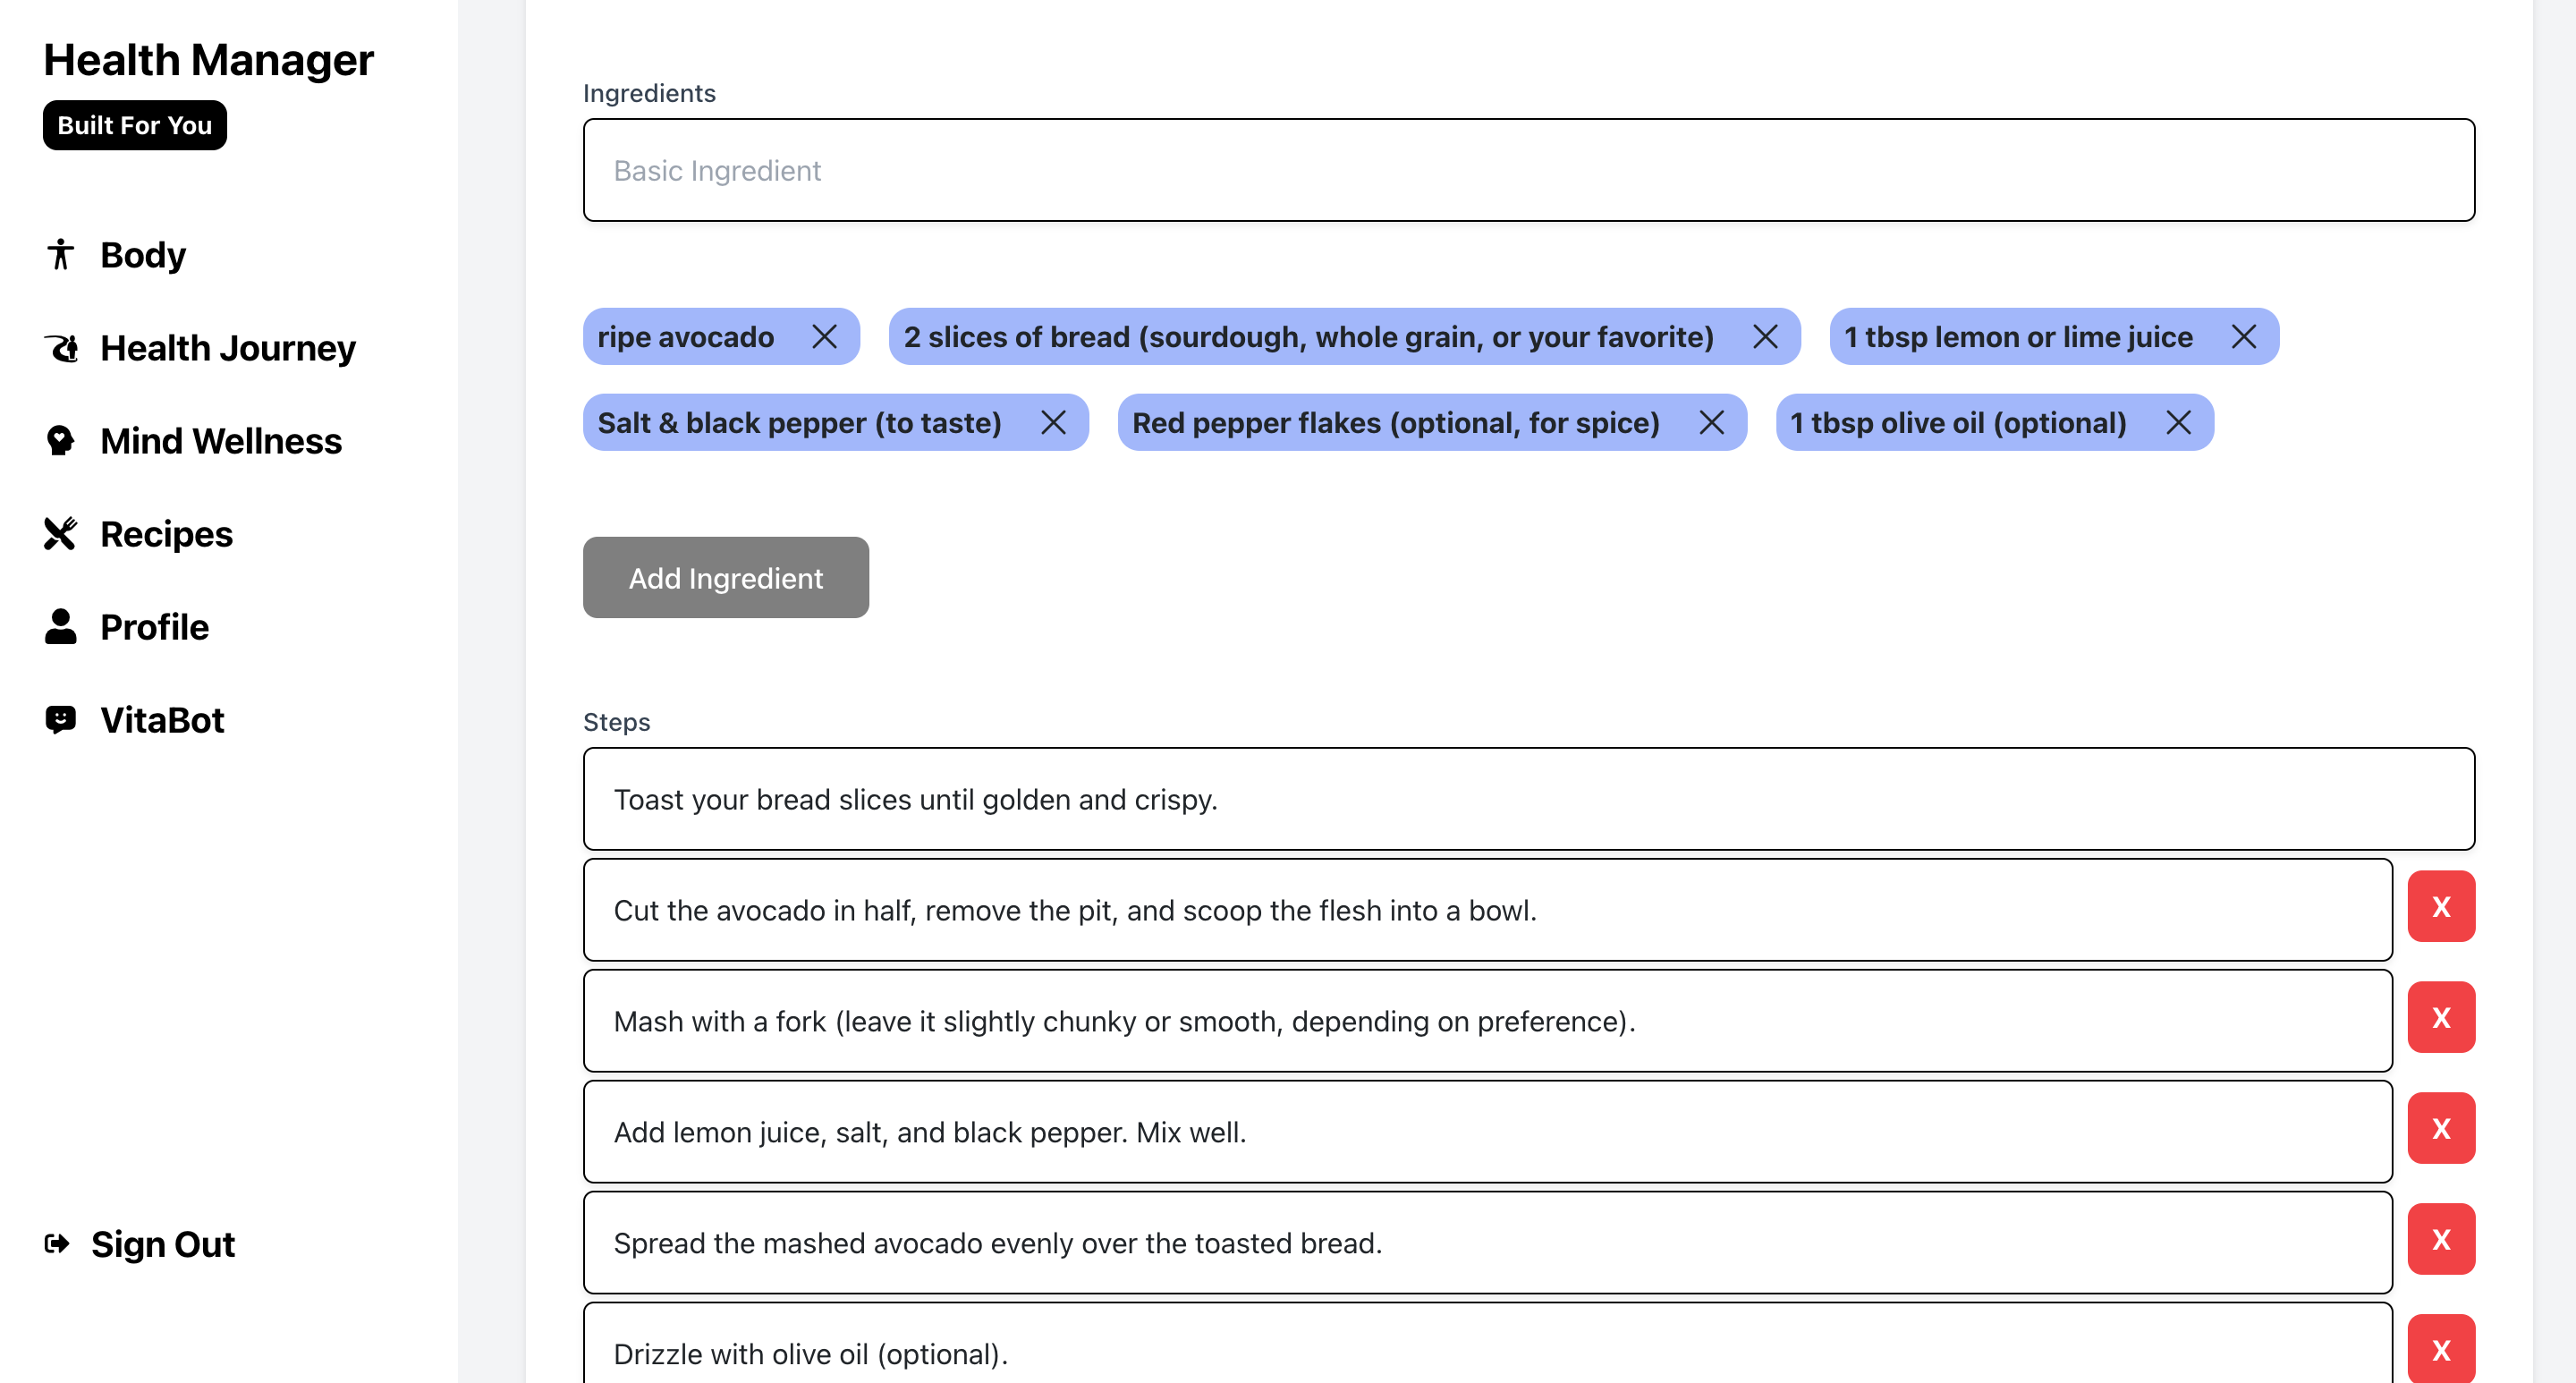 Health Manager
Built For You
Body
Health Journey
Mind Wellness
Recipes
Profile
VitaBot
Sign Out
Ingredients
Basic Ingredient
ripe avocado
2 slices of bread (sourdough, whole grain, or your favorite)
1 tbsp lemon or lime juice
Salt & black pepper (to taste)
Red pepper flakes (optional, for spice)
1 tbsp olive oil (optional)
Add Ingredient
Steps
Toast your bread slices until golden and crispy.
Cut the avocado in half, remove the pit, and scoop the flesh into a bowl.
X
Mash with a fork (leave it slightly chunky or smooth, depending on preference).
X
Add lemon juice, salt, and black pepper. Mix well.
X
Spread the mashed avocado evenly over the toasted bread.
X
Drizzle with olive oil (optional).
X